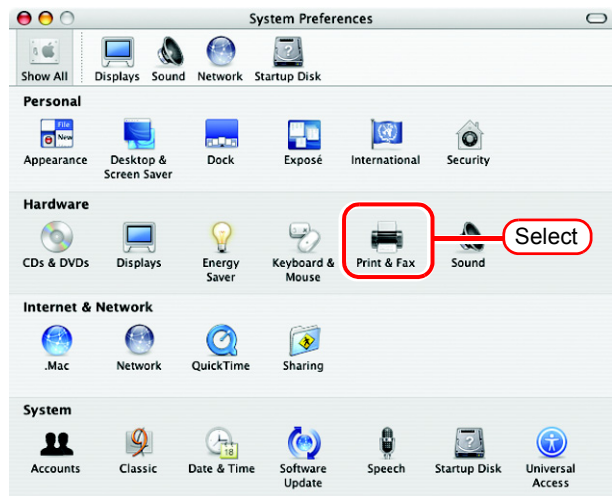 System Preferences
Show All Displays Sound Network Startup Disk
Personal
File
New
Appearance Desktop & Screen Saver Dock Exposé International Security
Hardware
CDs & DVDs Displays Energy Saver Keyboard & Mouse Print & Fax Sound
Select
Internet & Network
.Mac Network QuickTime Sharing
System
18
Accounts Classic Date & Time Software Update Speech Startup Disk Universal Access